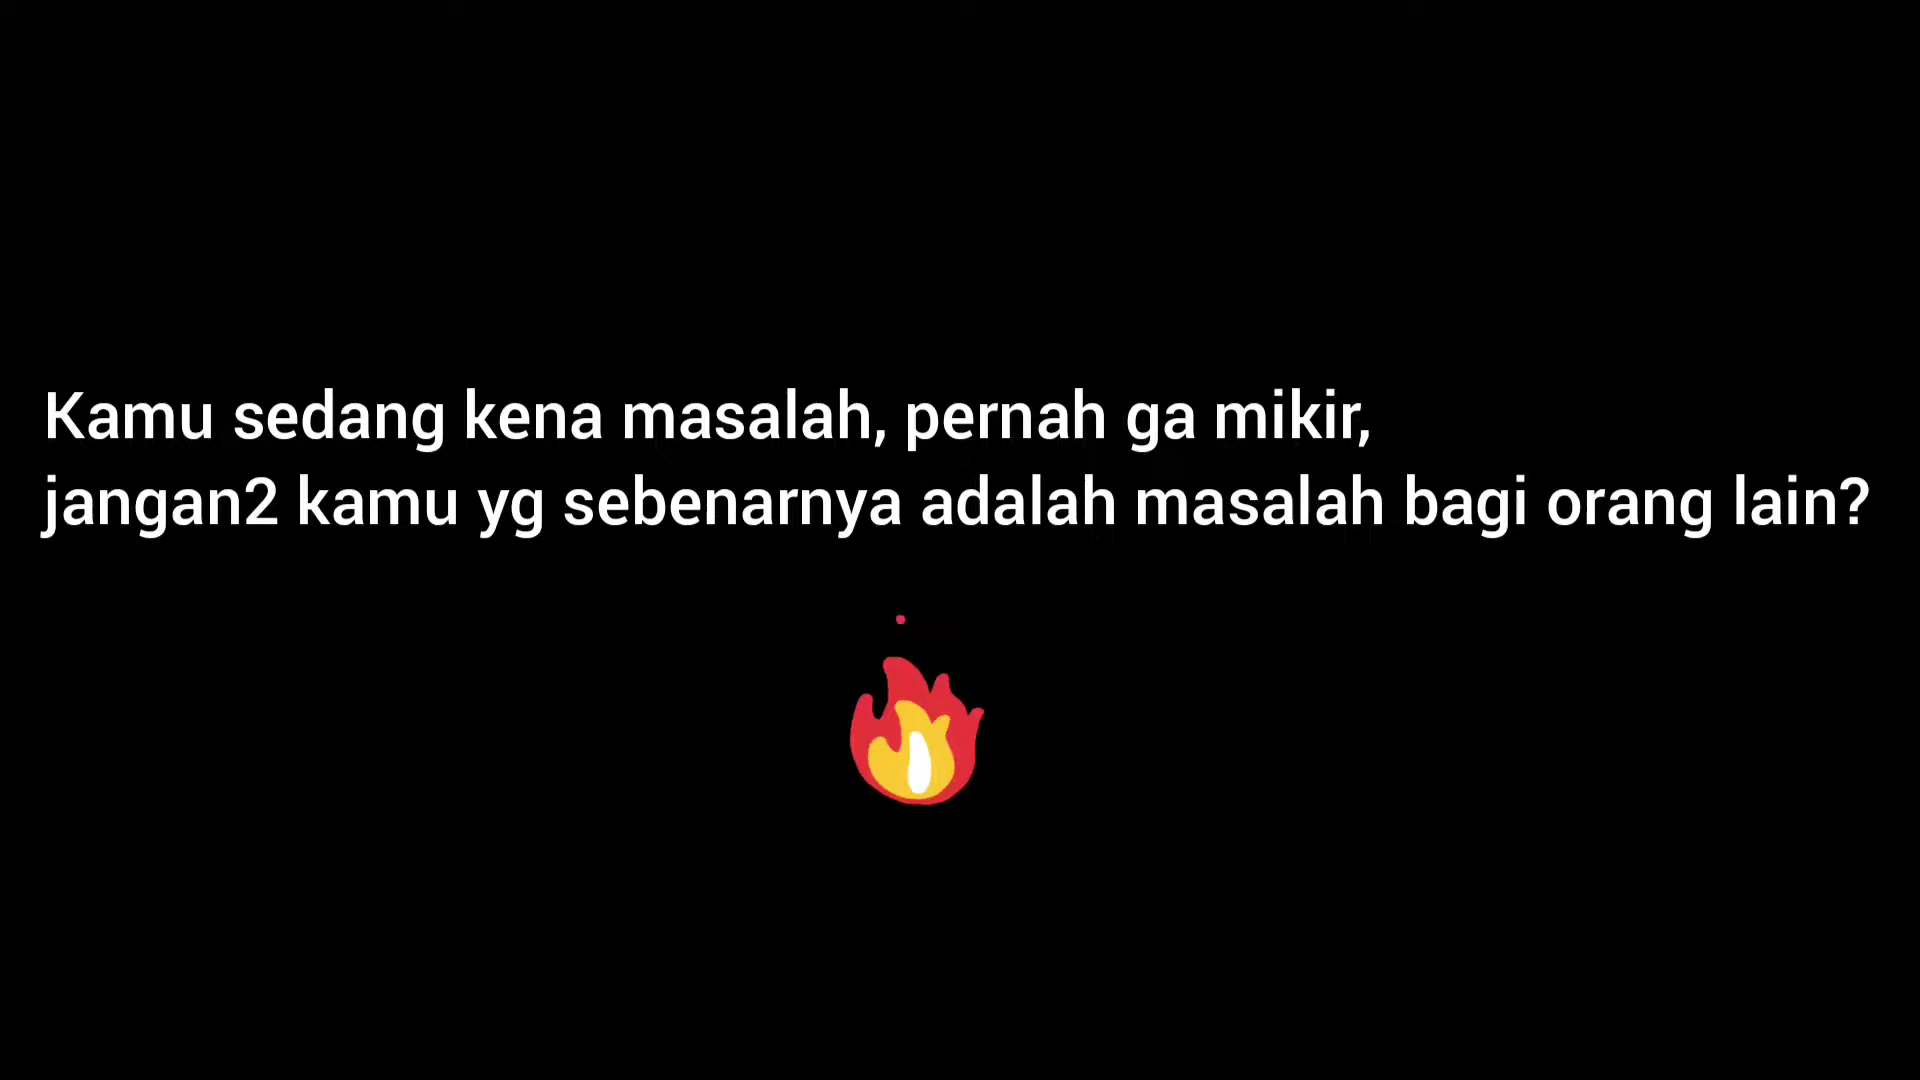 Kamu sedang kena masalah, pernah ga mikir,
jangan2 kamu yg sebenarnya adalah masalah bagi orang lain?